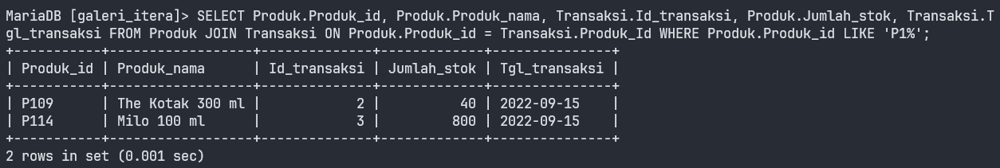 MariaDB [galeri_itera]> SELECT Produk.Produk_id, Produk.Produk_nama, Transaksi.Id_transaksi, Produk.Jumlah_stok, Transaksi.T
gl_transaksi FROM Produk JOIN Transaksi ON Produk.Produk_id = Transaksi.Produk_Id WHERE Produk.Produk_id LIKE 'P1%';
+-----------+------------------+--------------+-------------+---------------+
| Produk_id | Produk_nama      | Id_transaksi | Jumlah_stok | Tgl_transaksi |
+-----------+------------------+--------------+-------------+---------------+
| P109      | The Kotak 300 ml |            2 |          40 | 2022-09-15    |
| P114      | Milo 100 ml      |            3 |         800 | 2022-09-15    |
+-----------+------------------+--------------+-------------+---------------+
2 rows in set (0.001 sec)